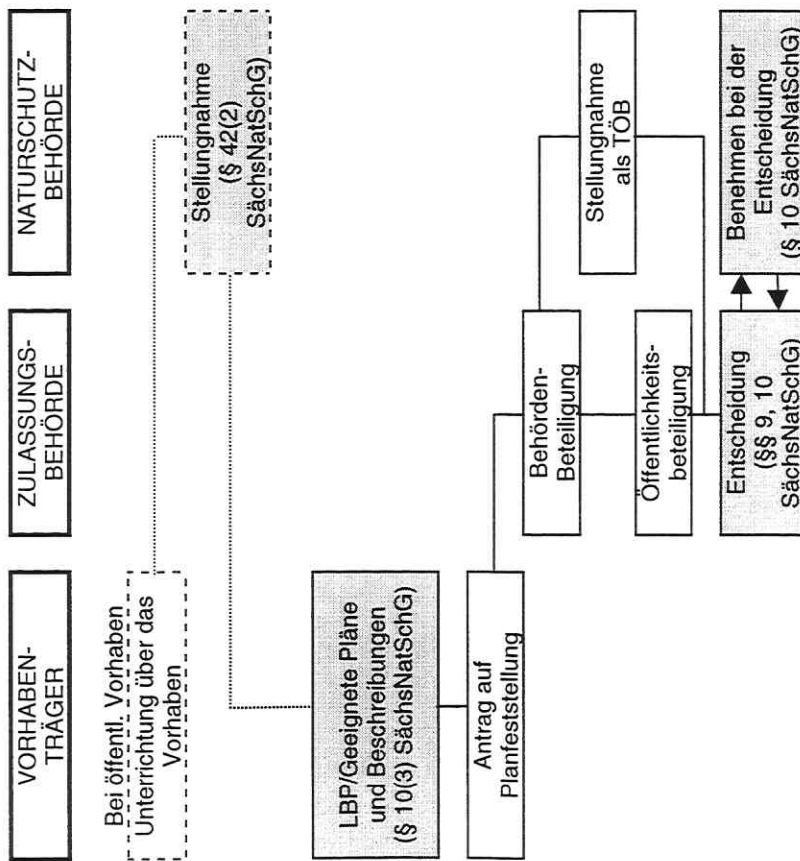 VORHABEN-
TRÄGER
ZULASSUNGS-
BEHÖRDE
NATURSCHUTZ-
BEHÖRDE
Bei öffentl. Vorhaben
Unterrichtung über das
Vorhaben
Stellungnahme
(§ 42(2)
SächsNatSchG)
LBP/Geeignete Pläne
und Beschreibungen
(§ 10(3) SächsNatSchG)
Antrag auf
Planfeststellung
Behörden-
Beteiligung
Stellungnahme
als TÖB
Öffentlichkeits-
beteiligung
Entscheidung
(§§ 9, 10
SächsNatSchG)
Benehmen bei der
Entscheidung
(§ 10 SächsNatSchG)